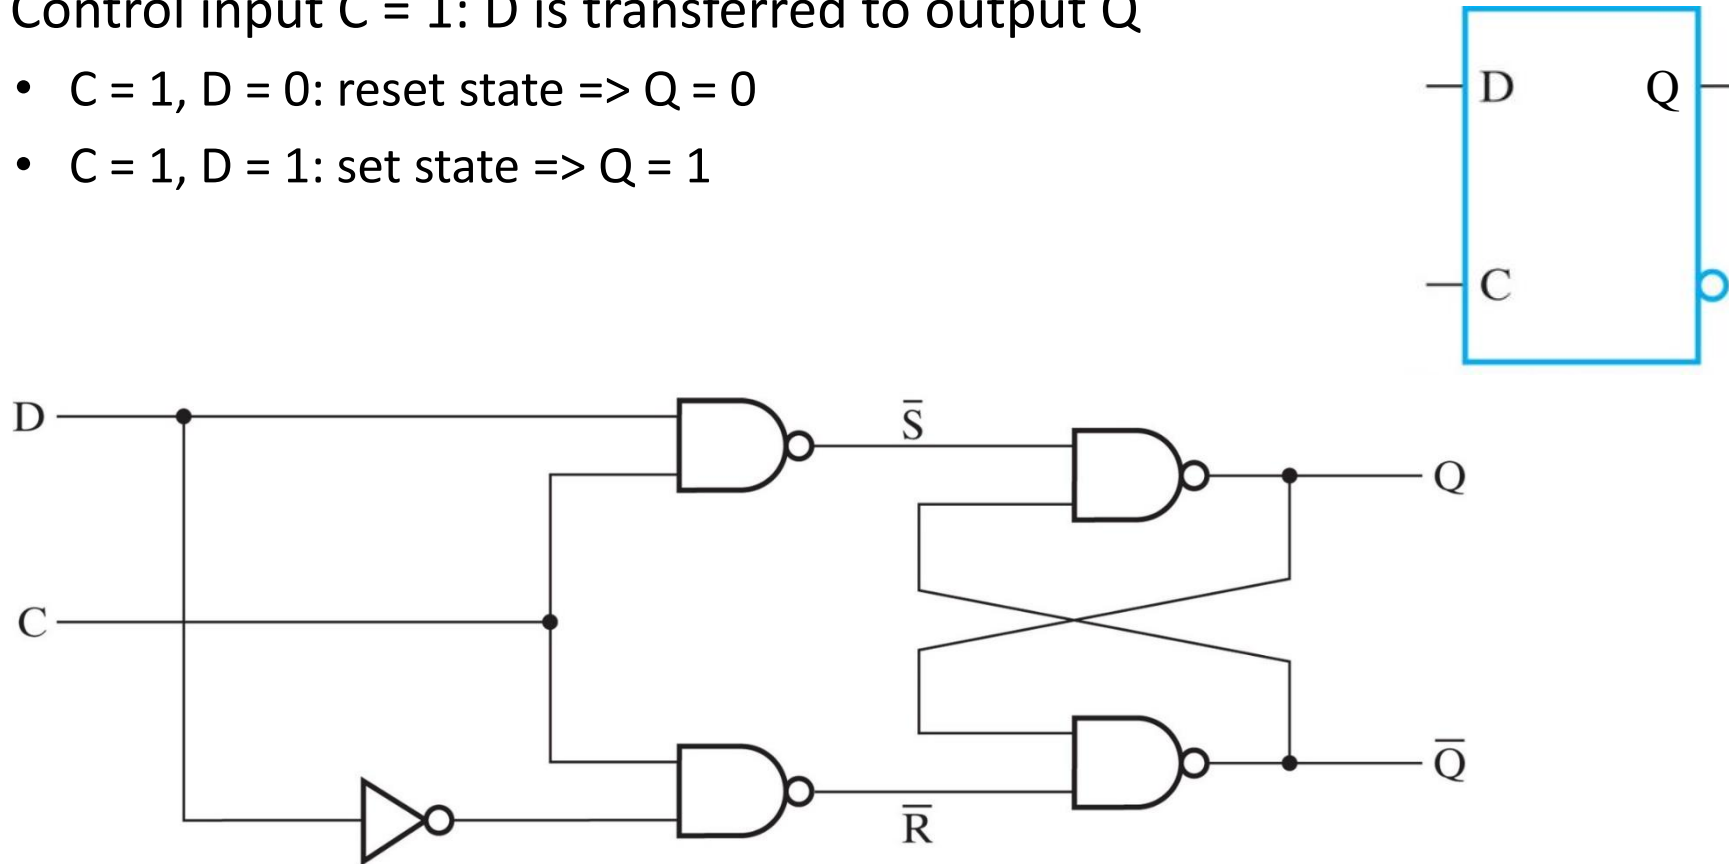 Control input C = 1: D is transferred to output Q
• C = 1, D = 0: reset state => Q = 0
• C = 1, D = 1: set state => Q = 1
D Q
C
D
S̅
Q
C
Q̅
R̅